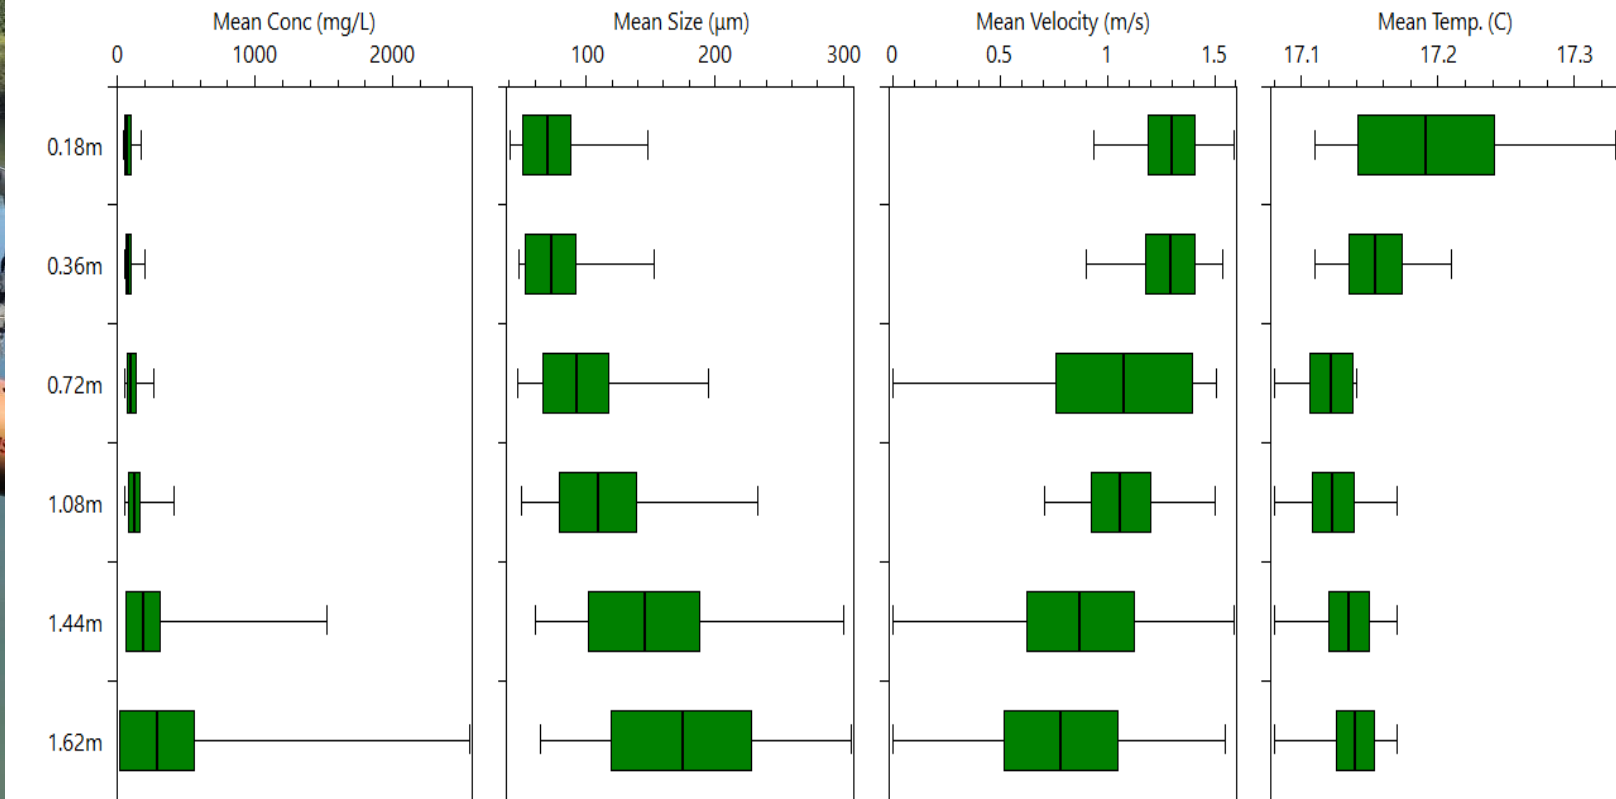 Mean Conc (mg/L) Mean Size (µm) Mean Velocity (m/s) Mean Temp. (C)
0 1000 2000 100 200 300 0 0.5 1 1.5 17.1 17.2 17.3
0.18m
0.36m
0.72m
1.08m
1.44m
1.62m